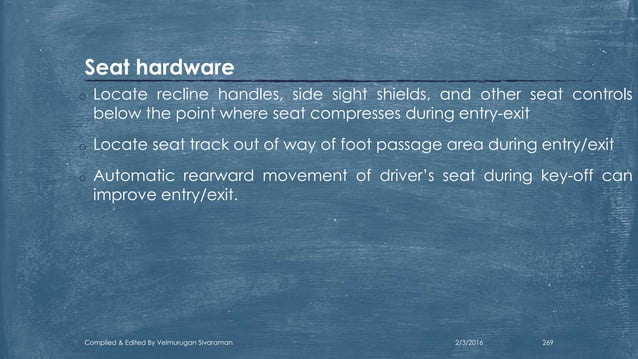 Seat hardware
o Locate recline handles, side sight shields, and other seat controls
below the point where seat compresses during entry-exit
o Locate seat track out of way of foot passage area during entry/exit
o Automatic rearward movement of driver's seat during key-off can
improve entry/exit.
Complied & Edited By Velmurugan Sivaraman 2/3/2016 269